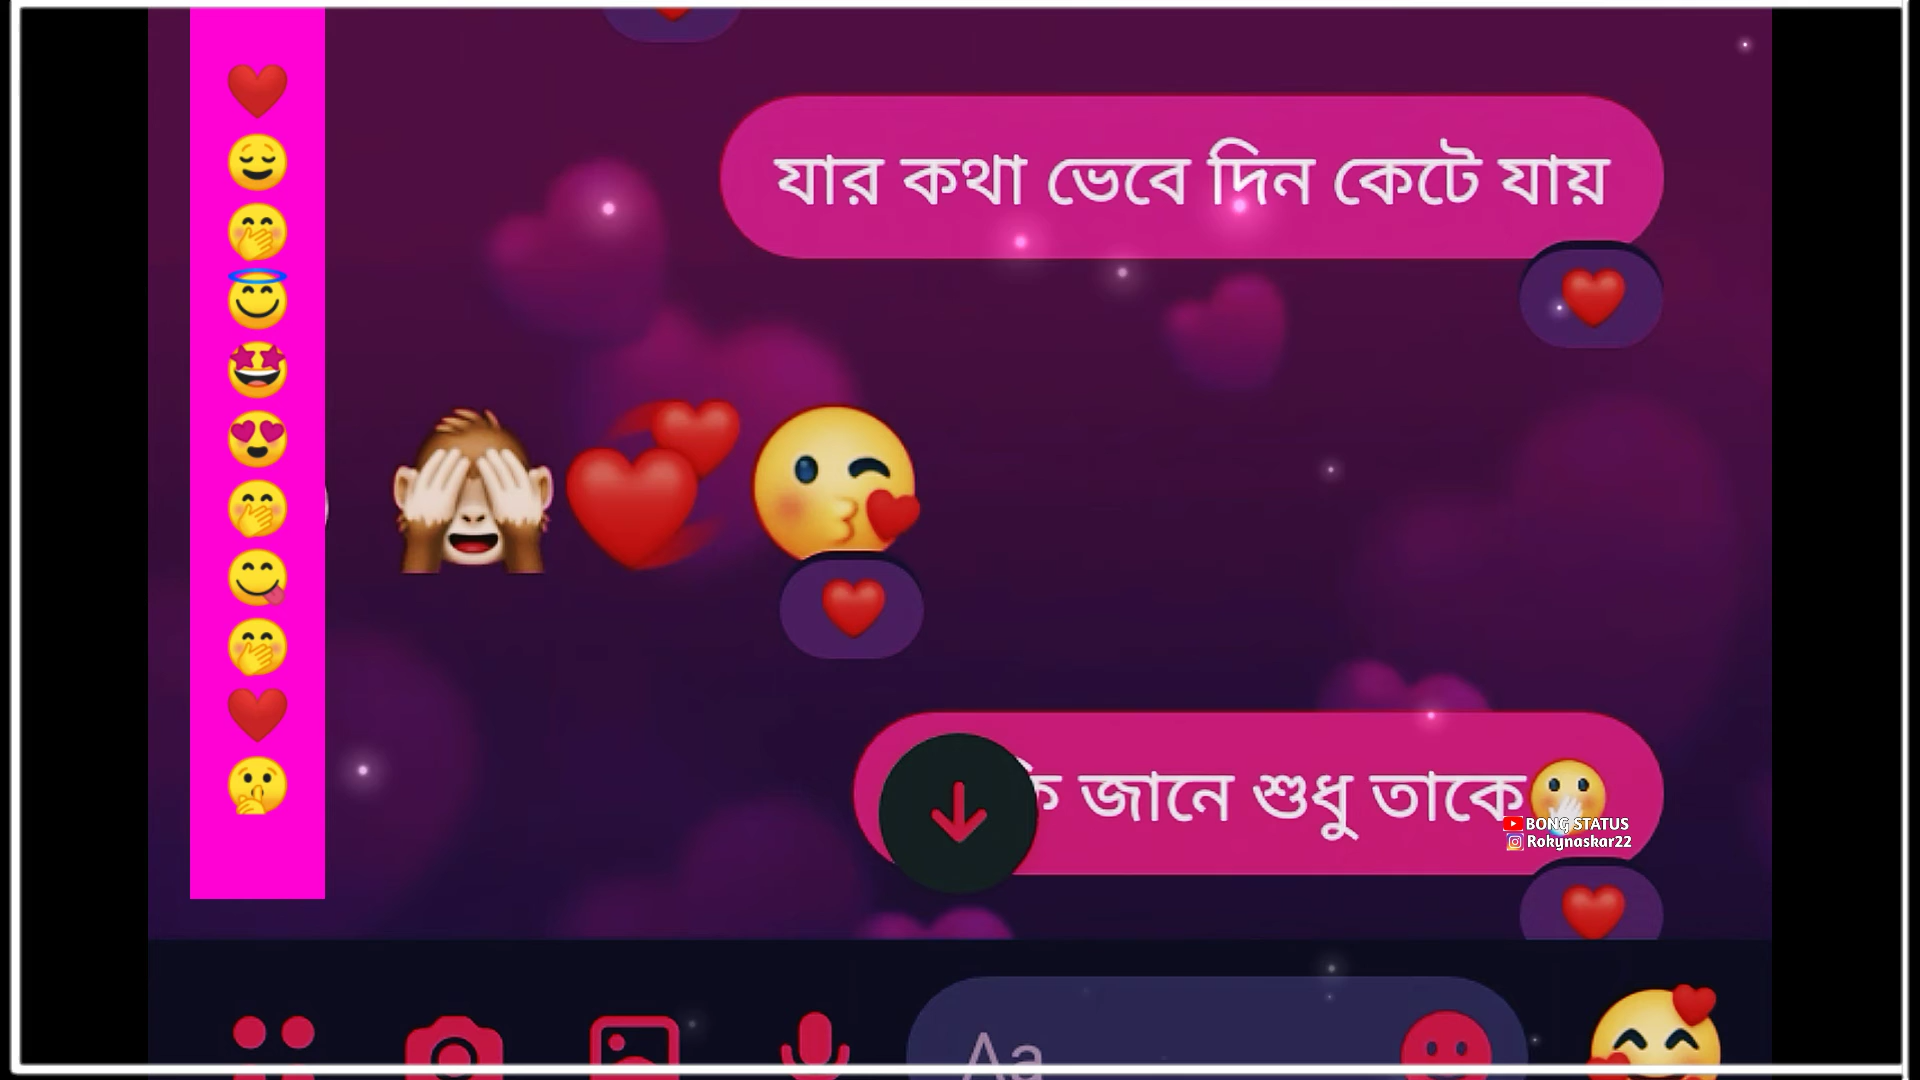 যার কথা ভেবে দিন কেটে যায়
জানে শুধু তাকে
BONG STATUS
Rokynaskar22
Aa